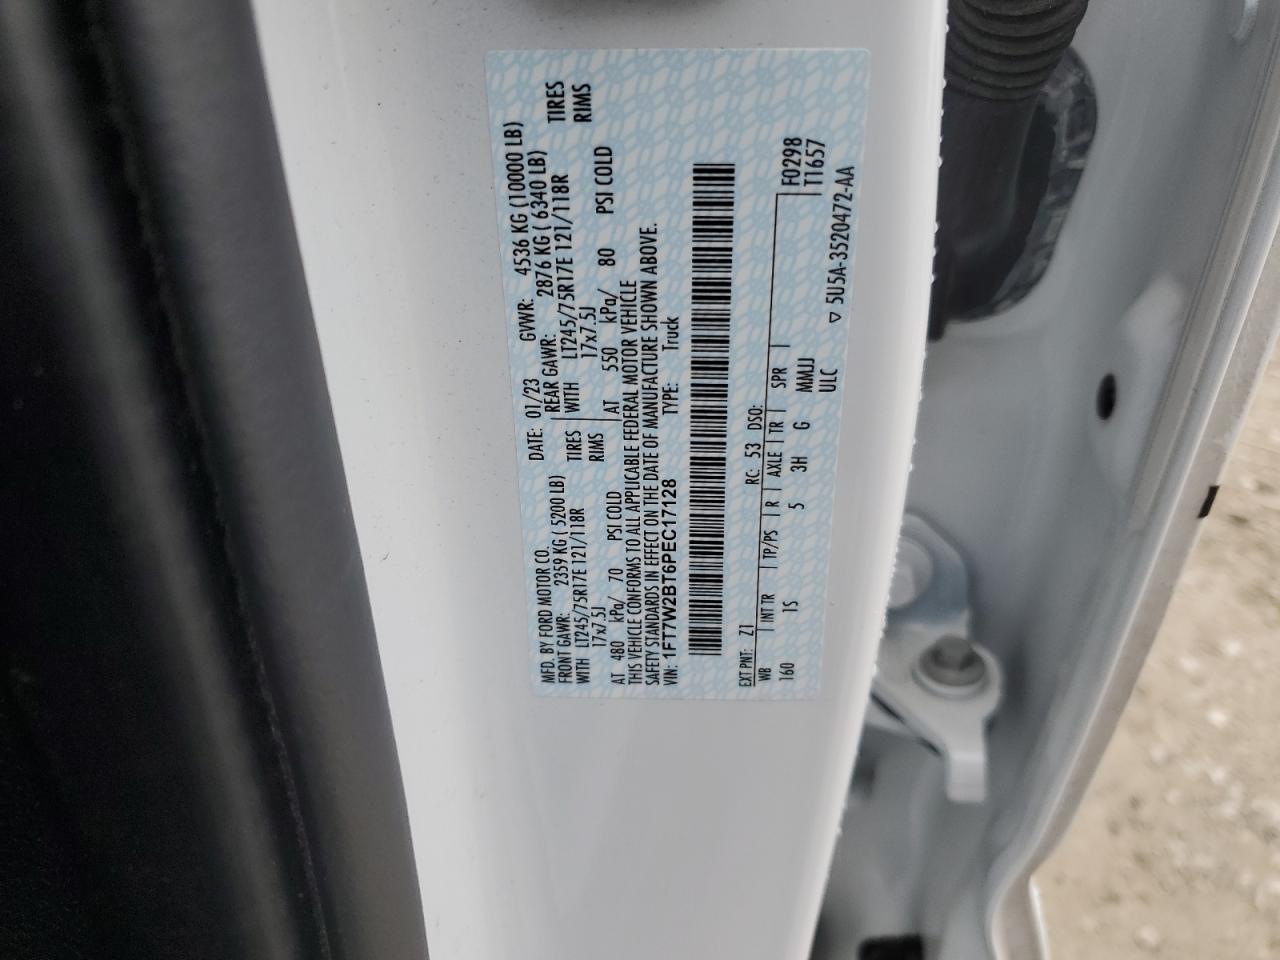 MFD. BY FORD MOTOR CO. DATE: 01/23 GVWR: 4536 KG (10000 LB)
FRONT GAWR: 2359 KG ( 5200 LB) REAR GAWR: 2876 KG ( 6340 LB)
WITH LT245/75R17E 121/118R TIRES WITH LT245/75R17E 121/118R TIRES
17x7.5J RIMS 17x7.5J RIMS
AT 480 kPa/ 70 PSI COLD AT 550 kPa/ 80 PSI COLD
THIS VEHICLE CONFORMS TO ALL APPLICABLE FEDERAL MOTOR VEHICLE
SAFETY STANDARDS IN EFFECT ON THE DATE OF MANUFACTURE SHOWN ABOVE.
VIN: 1FT7W2BT6PEC17128 TYPE: Truck
EXT PNT: Z1 RC: 53 DSO: F0298
WB INT TR TP/PS R AXLE TR SPR T1657
160 1S 5 3H G MMUJ
ULC
▽ 5U5A-3520472-AA